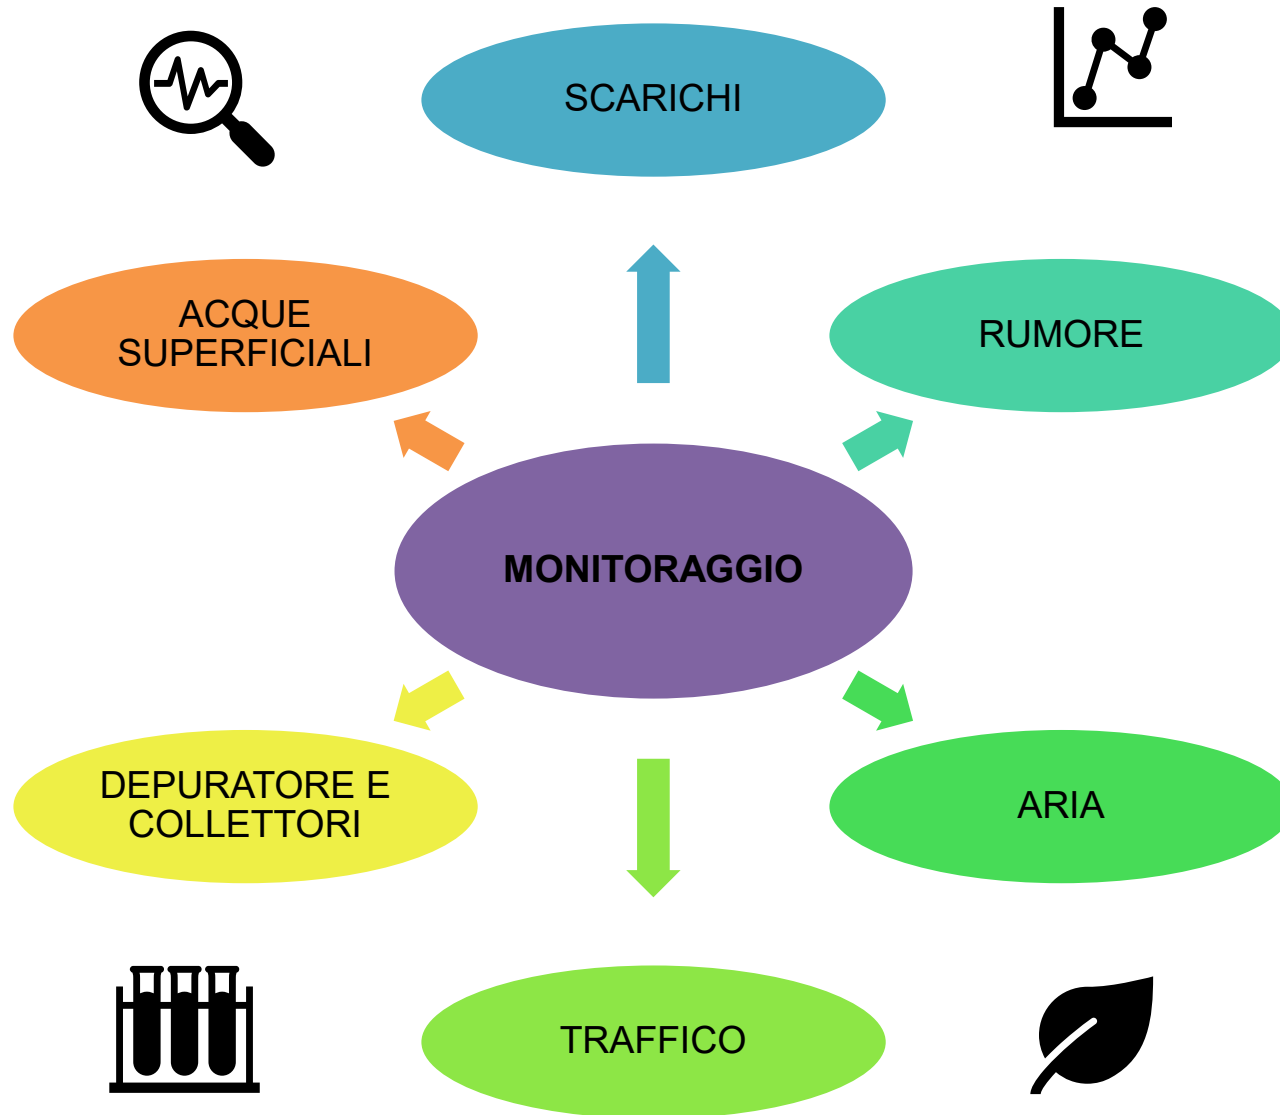 SCARICHI
ACQUE
SUPERFICIALI
RUMORE
MONITORAGGIO
DEPURATORE E
COLLETTORI
ARIA
TRAFFICO